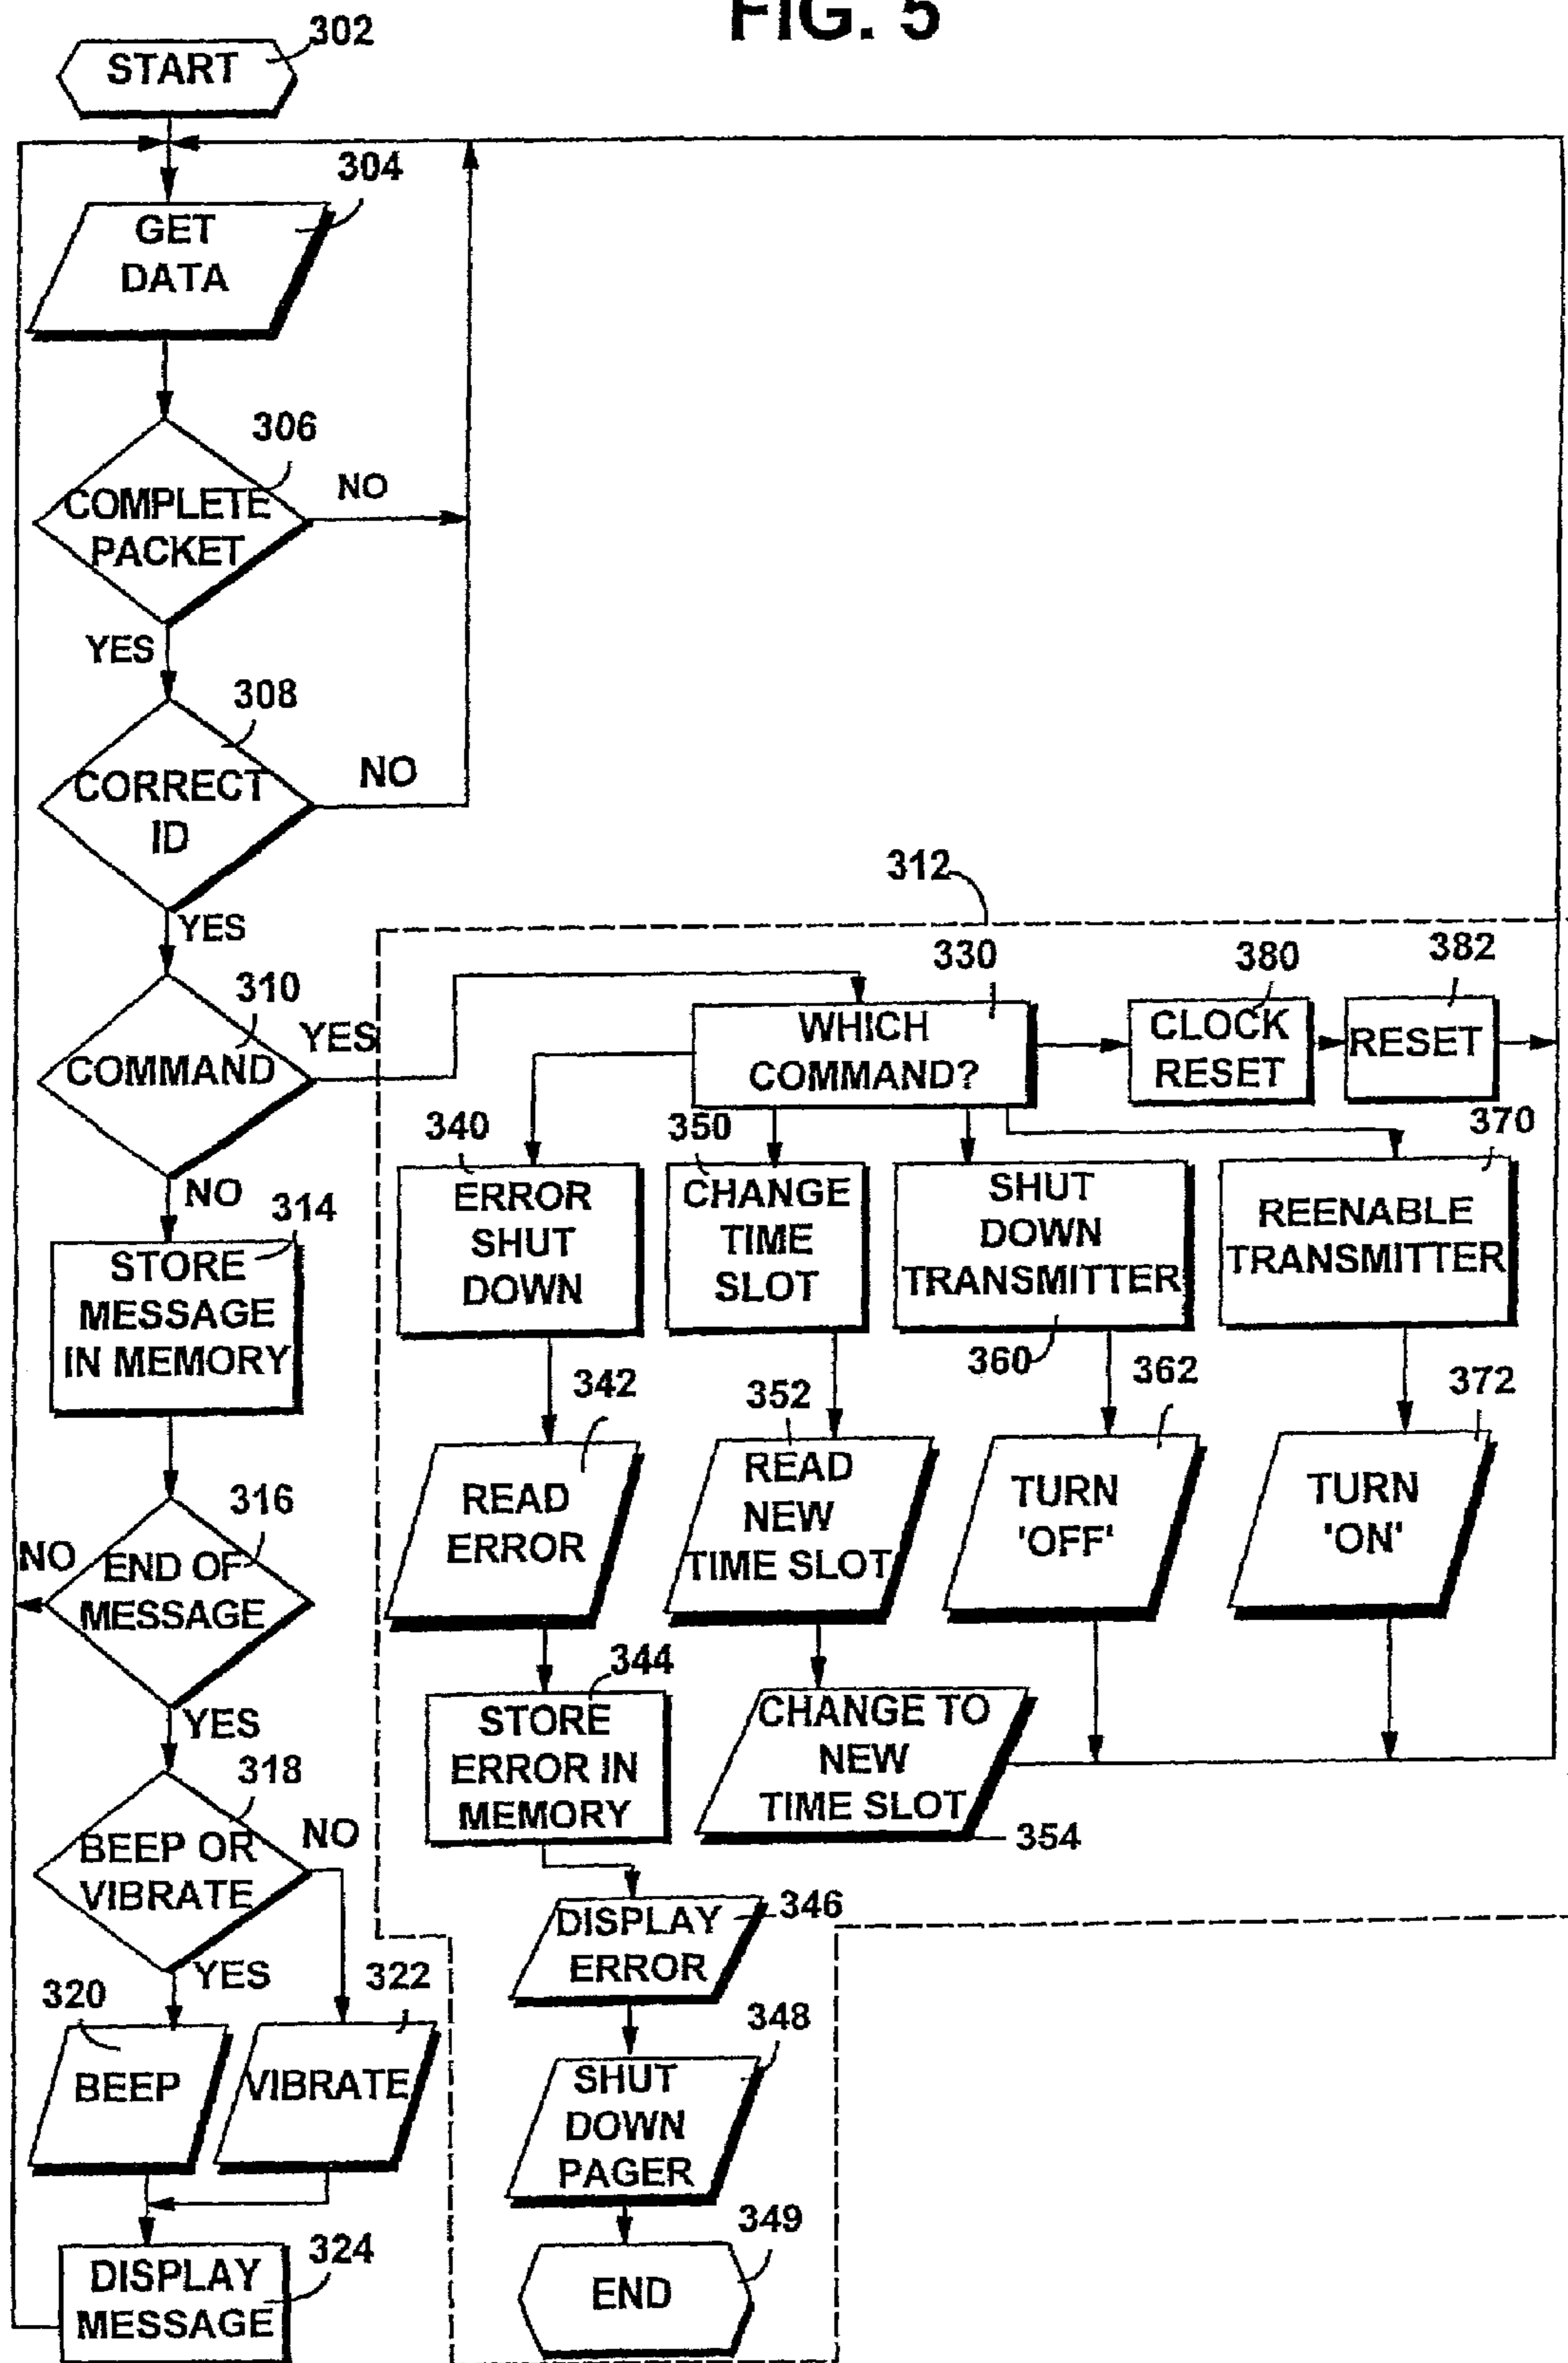 FIG. 5
302
START
304
GET
DATA
306
COMPLETE
PACKET
NO
YES
308
CORRECT
ID
NO
YES
310
COMMAND
YES
NO
314
STORE
MESSAGE
IN MEMORY
316
END OF
MESSAGE
NO
YES
318
BEEP OR
VIBRATE
NO
YES
320
BEEP
322
VIBRATE
324
DISPLAY
MESSAGE
312
330
WHICH
COMMAND?
380
CLOCK
RESET
382
RESET
340
ERROR
SHUT
DOWN
350
CHANGE
TIME
SLOT
SHUT
DOWN
TRANSMITTER
360
370
REENABLE
TRANSMITTER
342
READ
ERROR
352
READ
NEW
TIME SLOT
362
TURN
'OFF'
372
TURN
'ON'
344
STORE
ERROR IN
MEMORY
CHANGE TO
NEW
TIME SLOT
354
346
DISPLAY
ERROR
348
SHUT
DOWN
PAGER
349
END